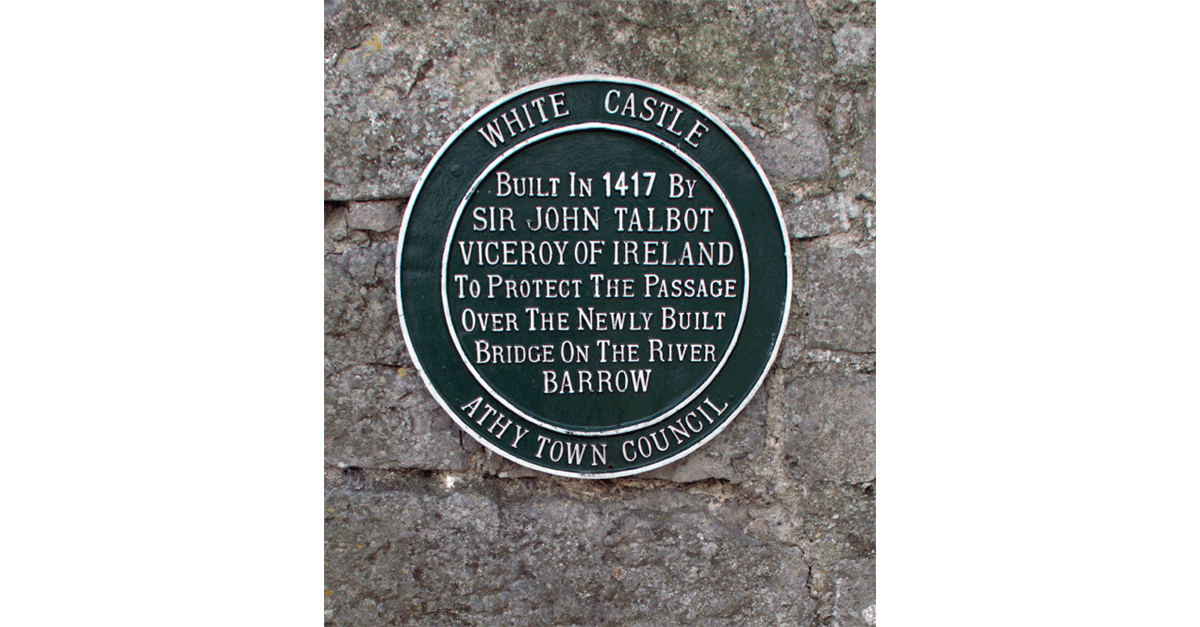 WHITE CASTLE
BUILT IN 1417 BY
SIR JOHN TALBOT
VICEROY OF IRELAND
TO PROTECT THE PASSAGE
OVER THE NEWLY BUILT
BRIDGE ON THE RIVER
BARROW
ATHY TOWN COUNCIL